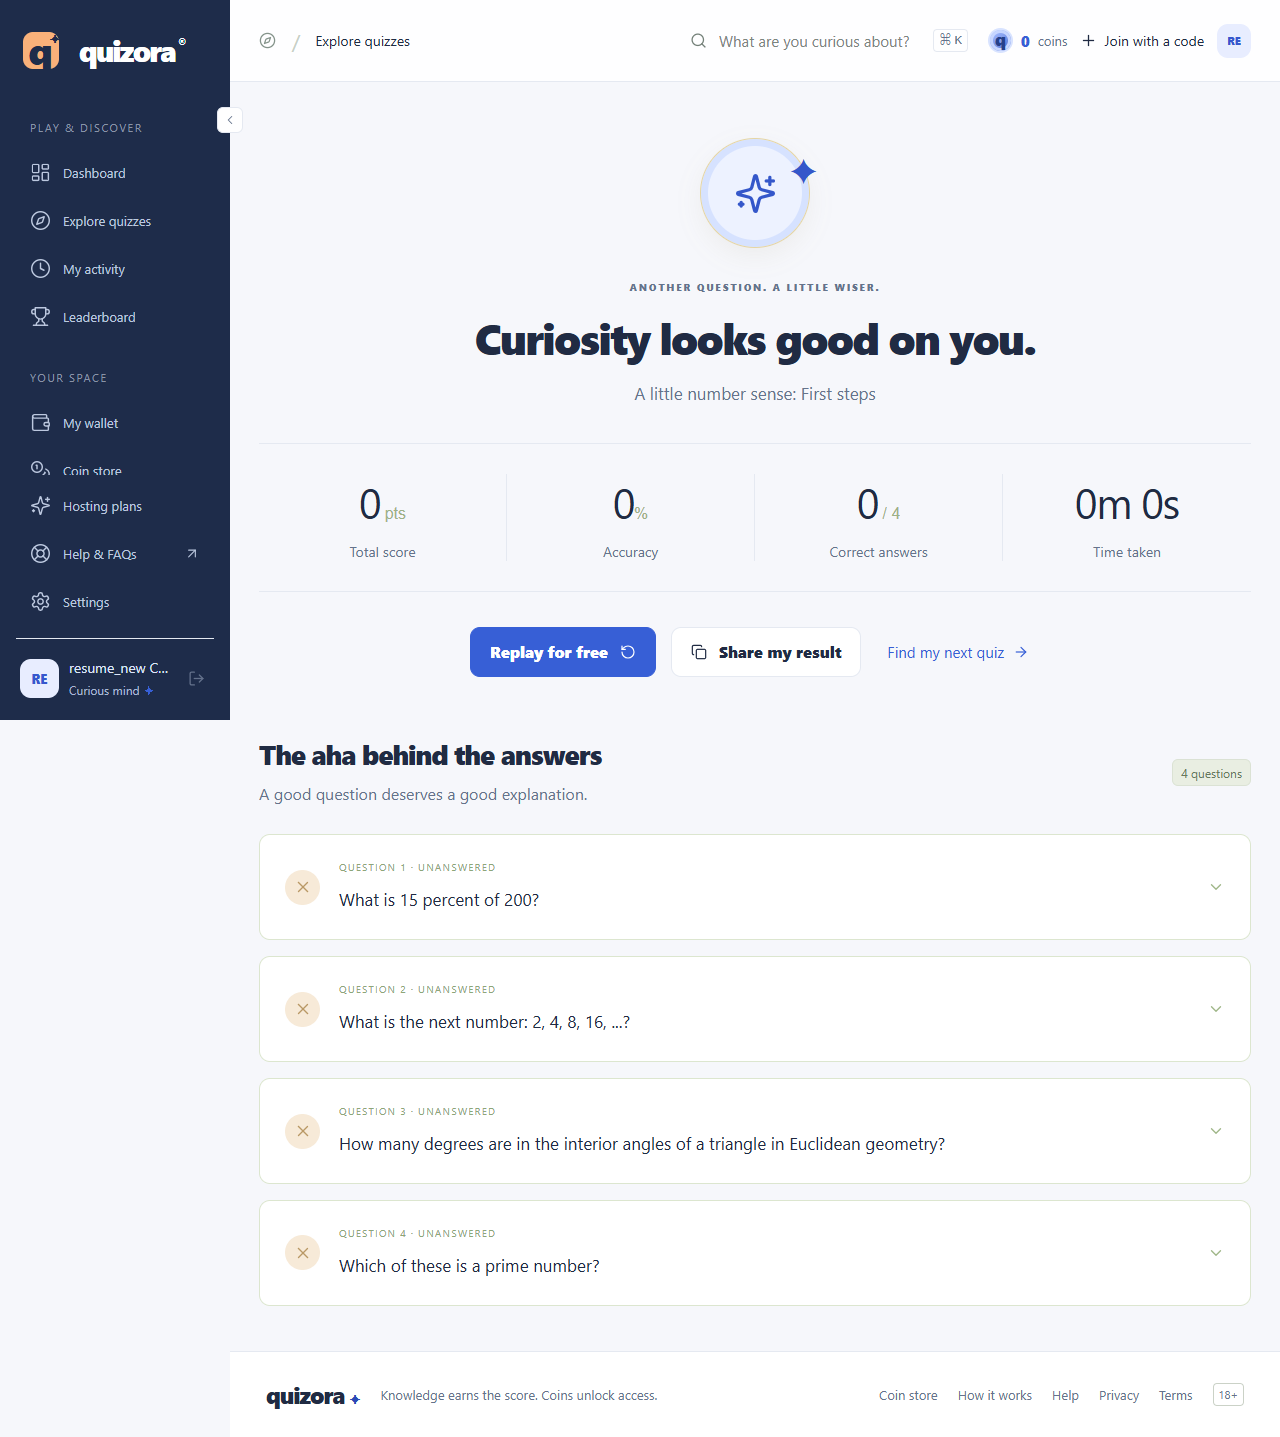 quizora
Explore quizzes
What are you curious about?
⌘ K
0 coins
Join with a code
RE
PLAY & DISCOVER
Dashboard
Explore quizzes
My activity
Leaderboard
YOUR SPACE
My wallet
Coin store
Hosting plans
Help & FAQs
Settings
RE
resume_new C...
Curious mind
ANOTHER QUESTION. A LITTLE WISER.
Curiosity looks good on you.
A little number sense: First steps
0 pts
Total score
0%
Accuracy
0 / 4
Correct answers
0m 0s
Time taken
Replay for free
Share my result
Find my next quiz
The aha behind the answers
A good question deserves a good explanation.
4 questions
QUESTION 1 · UNANSWERED
What is 15 percent of 200?
QUESTION 2 · UNANSWERED
What is the next number: 2, 4, 8, 16, ...?
QUESTION 3 · UNANSWERED
How many degrees are in the interior angles of a triangle in Euclidean geometry?
QUESTION 4 · UNANSWERED
Which of these is a prime number?
quizora
Knowledge earns the score. Coins unlock access.
Coin store
How it works
Help
Privacy
Terms
18+